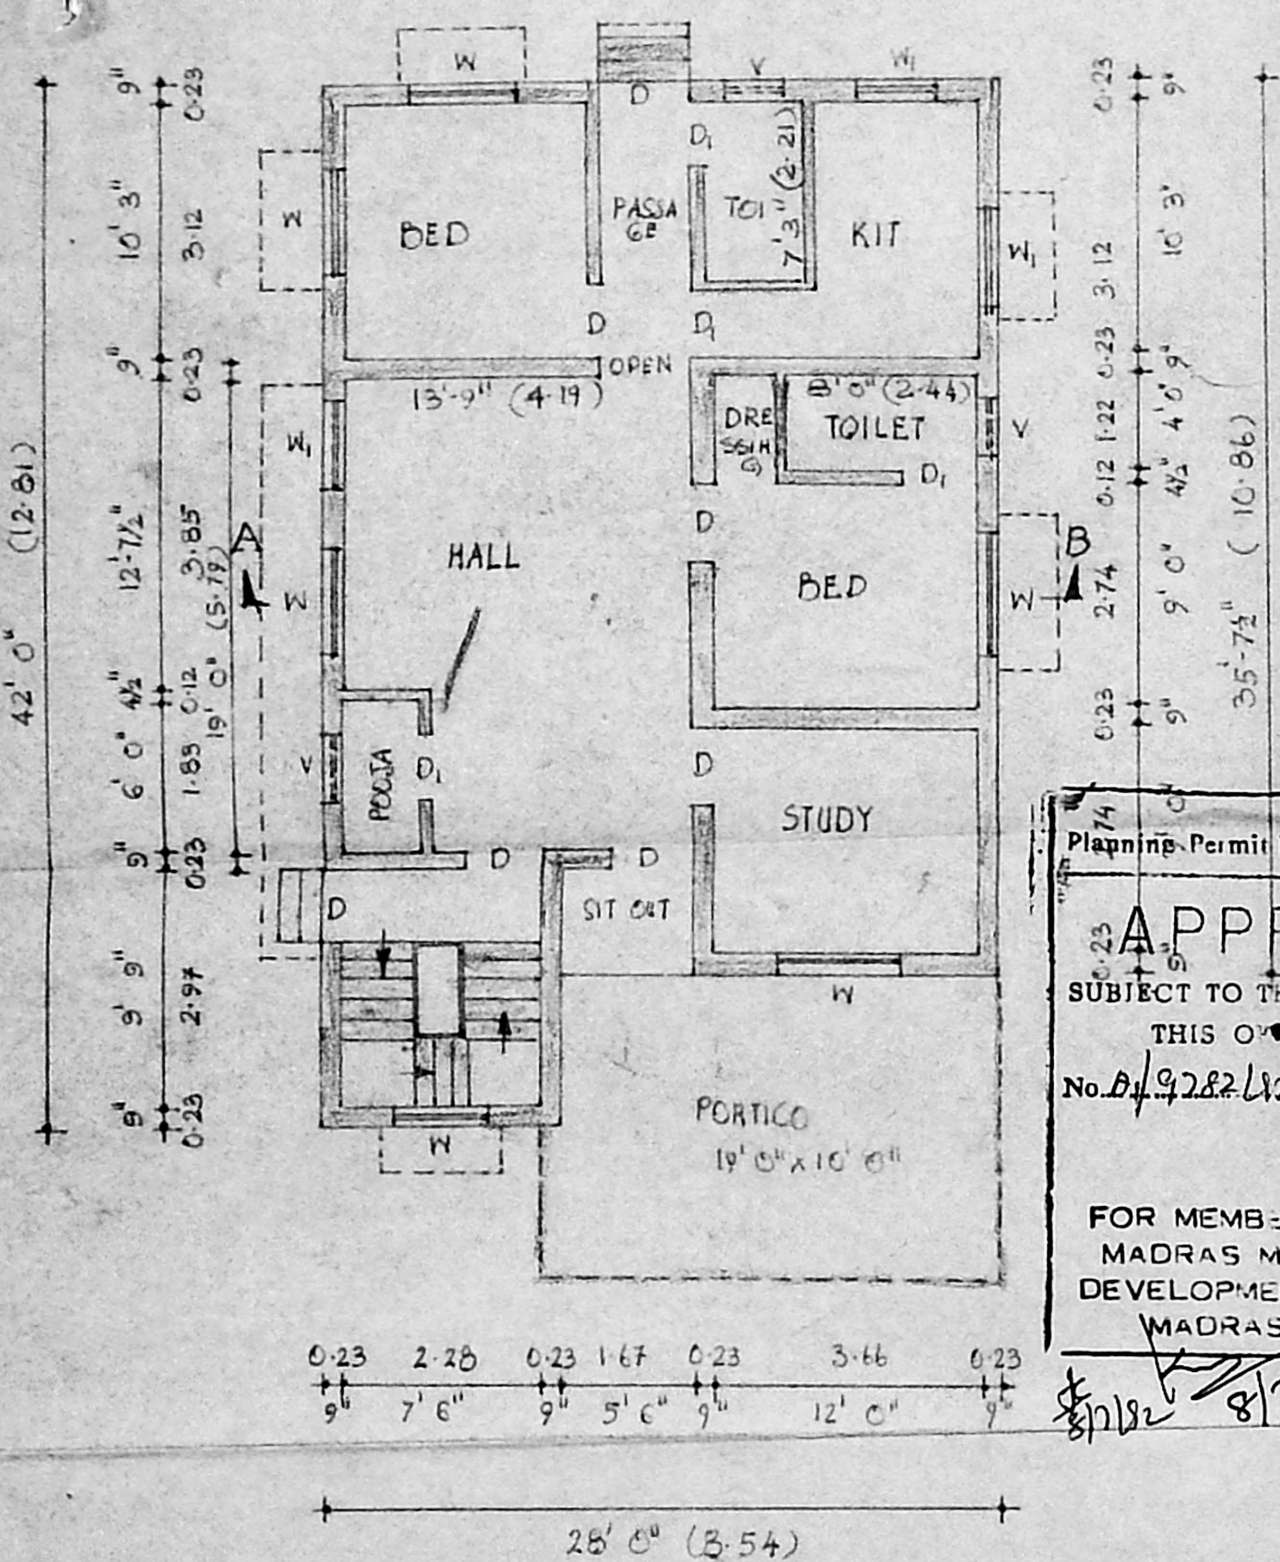 W
D
V
W1
9"
0.23
0.23
9"
D1
10' 3"
3.12
W
BED
PASSA
GE
TOI
7' 3" (2.21)
KIT
W1
3.12
10' 3'
D
D1
9"
0.23
OPEN
0.23
9"
13'-9" (4.19)
8' 0" (2.44)
W1
DRE
SSIN
G
TOILET
V
1.22
4' 0"
D1
0.12
4½"
42' 0" (12.81)
12'-7½"
3.85
19' 0" (5.79)
A
W
HALL
D
BED
W
B
2.74
9' 0"
35'-7½" (10.86)
4½"
0.12
0.23
9"
6' 0"
1.83
V
POOJA
D1
D
STUDY
9"
0.23
D
D
D
SIT OUT
0.23
9"
9' 9"
2.97
W
PORTICO
19' 0" x 10' 0"
9"
0.23
W
Planning Permit
SUBJECT TO
THIS
No.
FOR
MADRAS M
MADRAS
0.23 2.28 0.23 1.67 0.23 3.66 0.23
9" 7' 6" 9" 5' 6" 9" 12' 0" 9"
28' 0" (8.54)